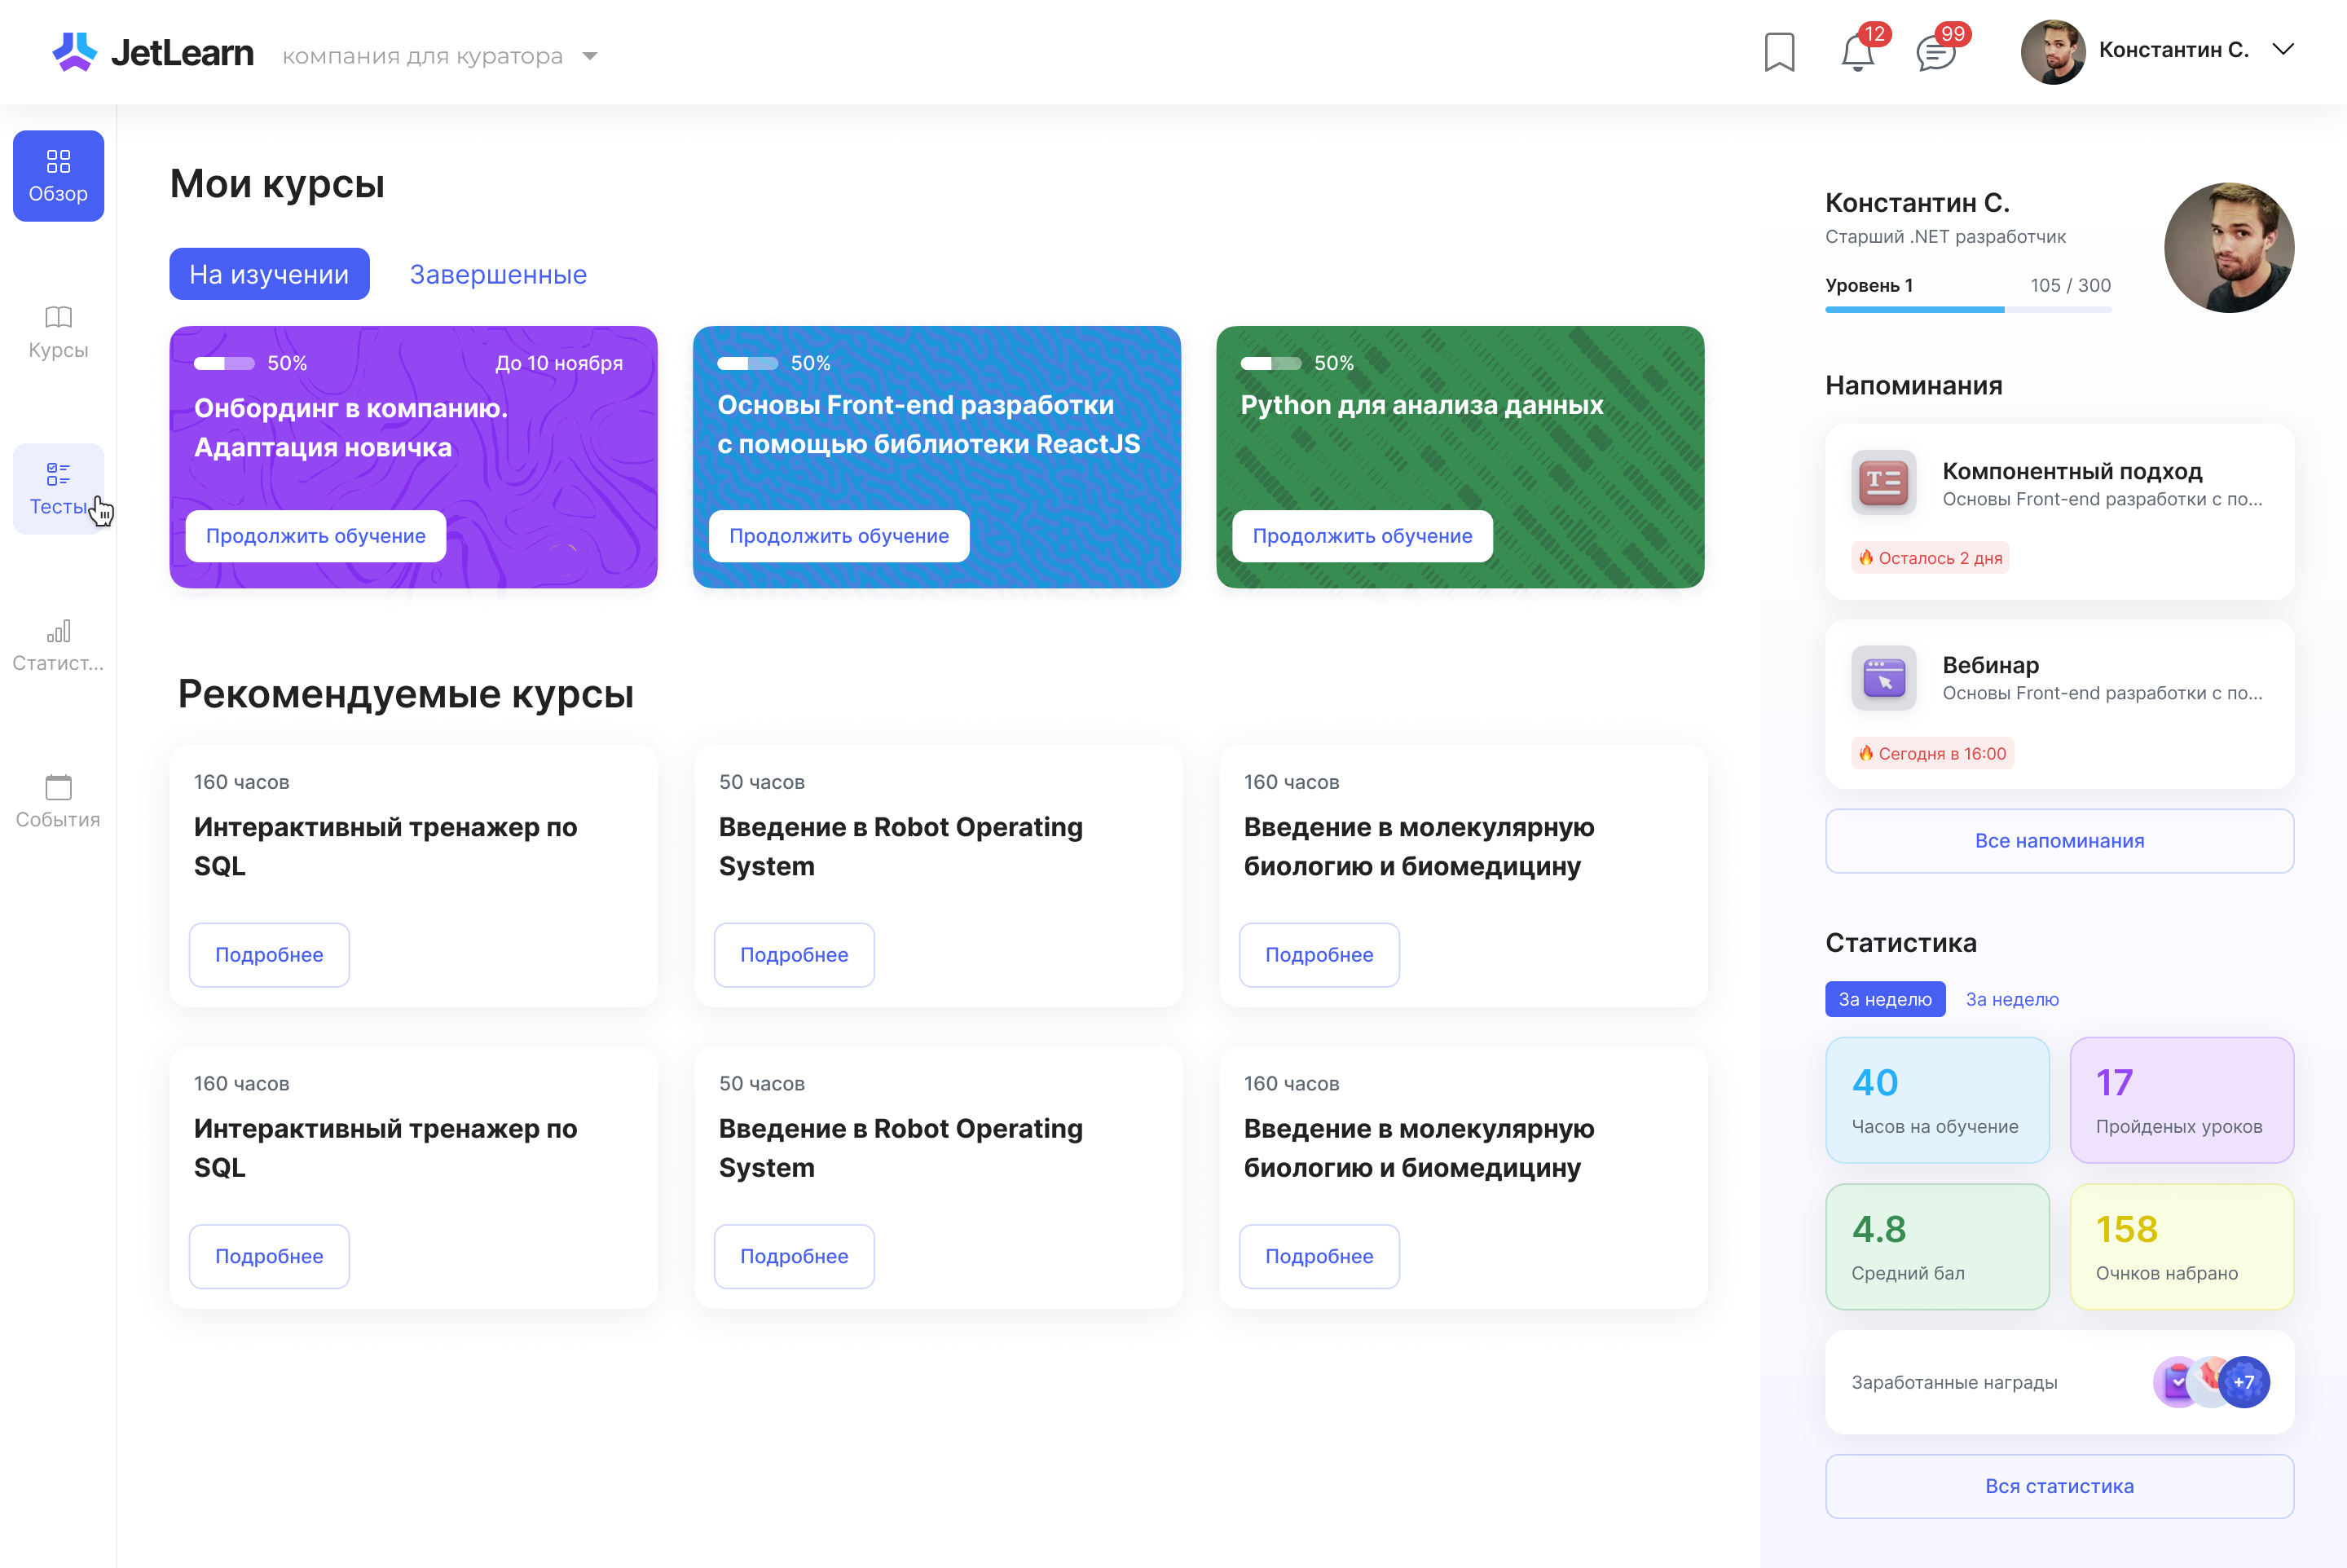 JetLearn
компания для куратора
12
99
Константин С.
Обзор
Курсы
Тесты
Статист...
События
Мои курсы
На изучении
Завершенные
50%
До 10 ноября
Онбординг в компанию.
Адаптация новичка
Продолжить обучение
50%
Основы Front-end разработки
с помощью библиотеки ReactJS
Продолжить обучение
50%
Python для анализа данных
Продолжить обучение
Рекомендуемые курсы
160 часов
Интерактивный тренажер по
SQL
Подробнее
50 часов
Введение в Robot Operating
System
Подробнее
160 часов
Введение в молекулярную
биологию и биомедицину
Подробнее
160 часов
Интерактивный тренажер по
SQL
Подробнее
50 часов
Введение в Robot Operating
System
Подробнее
160 часов
Введение в молекулярную
биологию и биомедицину
Подробнее
Константин С.
Старший .NET разработчик
Уровень 1
105 / 300
Напоминания
Компонентный подход
Основы Front-end разработки с по...
Осталось 2 дня
Вебинар
Основы Front-end разработки с по...
Сегодня в 16:00
Все напоминания
Статистика
За неделю
За неделю
40
Часов на обучение
17
Пройденых уроков
4.8
Средний бал
158
Очнков набрано
Заработанные награды
+7
Вся статистика